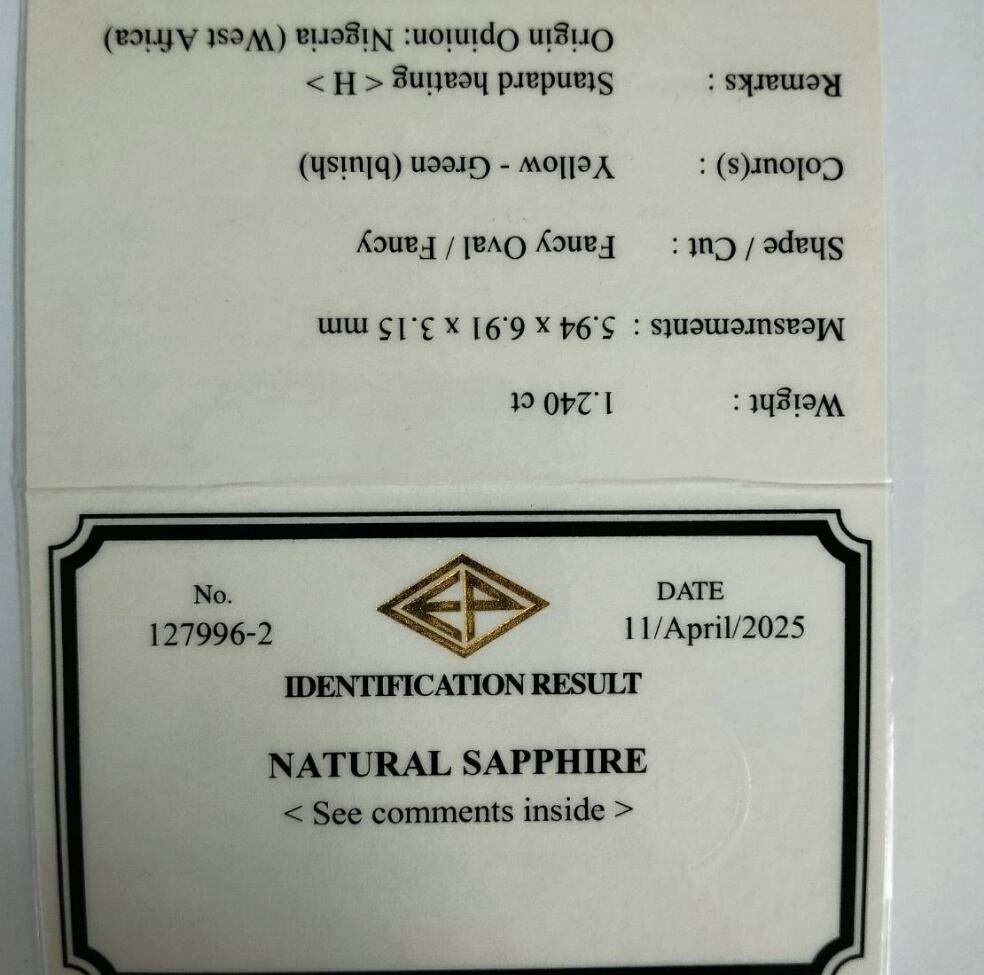 Weight : 1.240 ct
Measurements : 5.94 x 6.91 x 3.15 mm
Shape / Cut : Fancy Oval / Fancy
Colour(s) : Yellow - Green (bluish)
Remarks : Standard heating < H >
Origin Opinion: Nigeria (West Africa)
EP
No. DATE
127996-2 11/April/2025
IDENTIFICATION RESULT
NATURAL SAPPHIRE
< See comments inside >